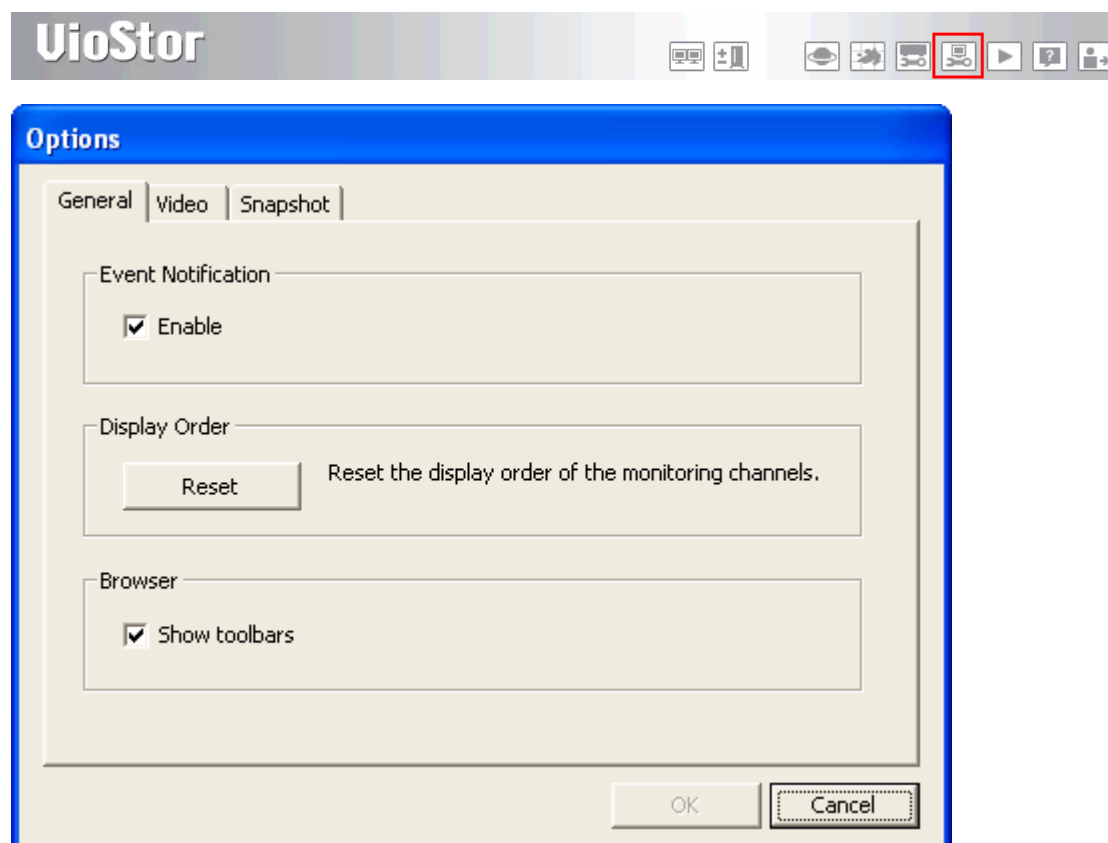 VioStor
Options
General Video Snapshot
Event Notification
Enable
Display Order
Reset Reset the display order of the monitoring channels.
Browser
Show toolbars
OK Cancel